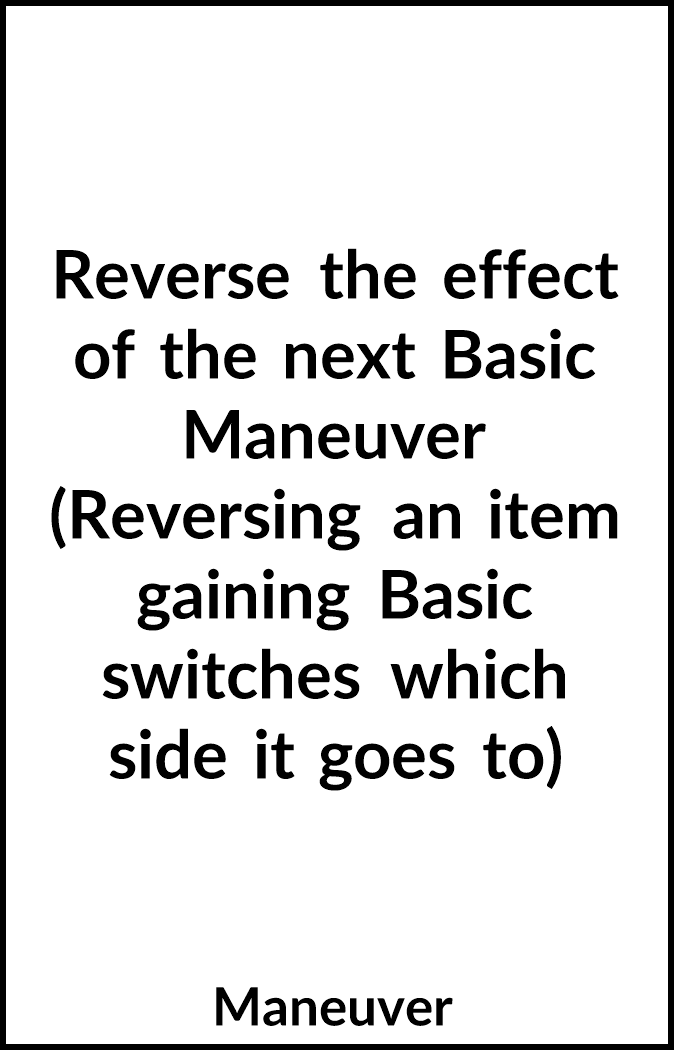 Reverse the effect
of the next Basic
Maneuver
(Reversing an item
gaining Basic
switches which
side it goes to)
Maneuver